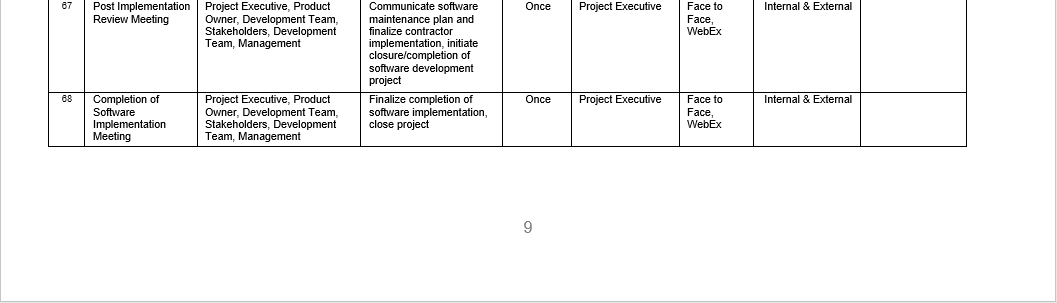 67
Post Implementation
Review Meeting
Project Executive, Product
Owner, Development Team,
Stakeholders, Development
Team, Management
Communicate software
maintenance plan and
finalize contractor
implementation, initiate
closure/completion of
software development
project
Once
Project Executive
Face to
Face,
WebEx
Internal & External
68
Completion of
Software
Implementation
Meeting
Project Executive, Product
Owner, Development Team,
Stakeholders, Development
Team, Management
Finalize completion of
software implementation,
close project
Once
Project Executive
Face to
Face,
WebEx
Internal & External
9